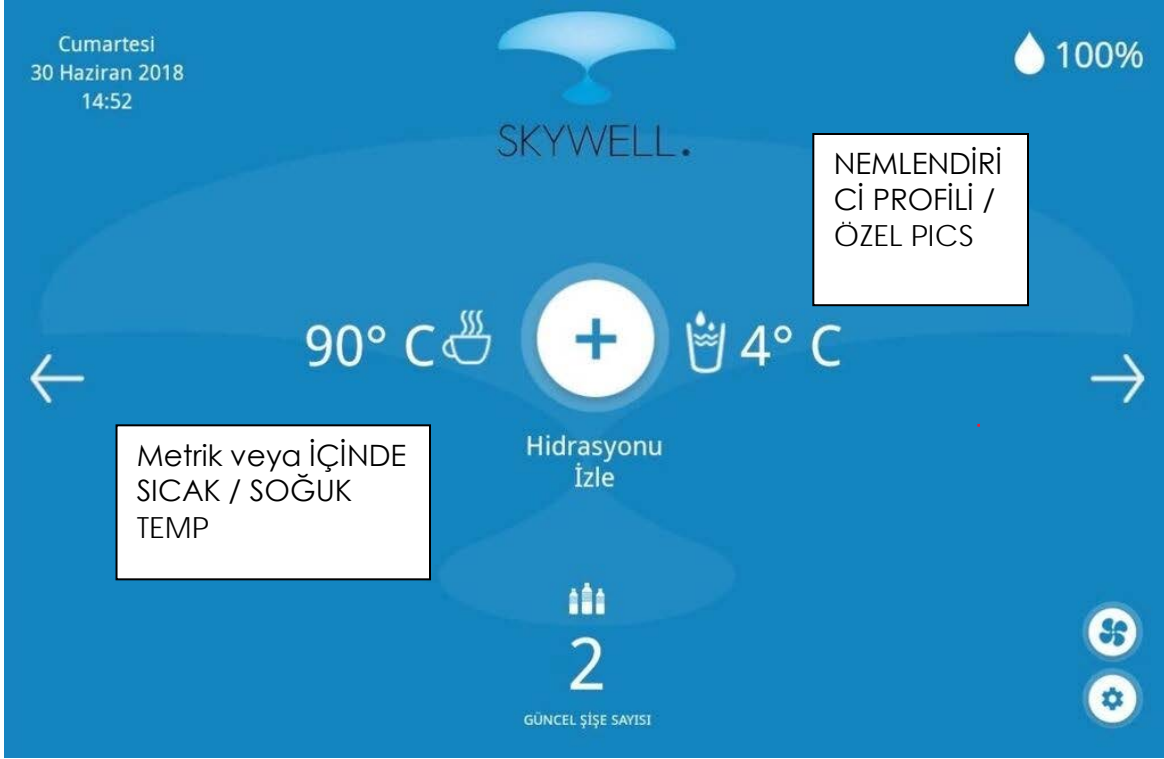 Cumartesi
30 Haziran 2018
14:52
100%
SKYWELL.
NEMLENDİRİ
Cİ PROFİLİ /
ÖZEL PICS
90° C
4° C
Hidrasyonu
İzle
Metrik veya İÇİNDE
SICAK / SOĞUK
TEMP
2
GÜNCEL ŞİŞE SAYISI